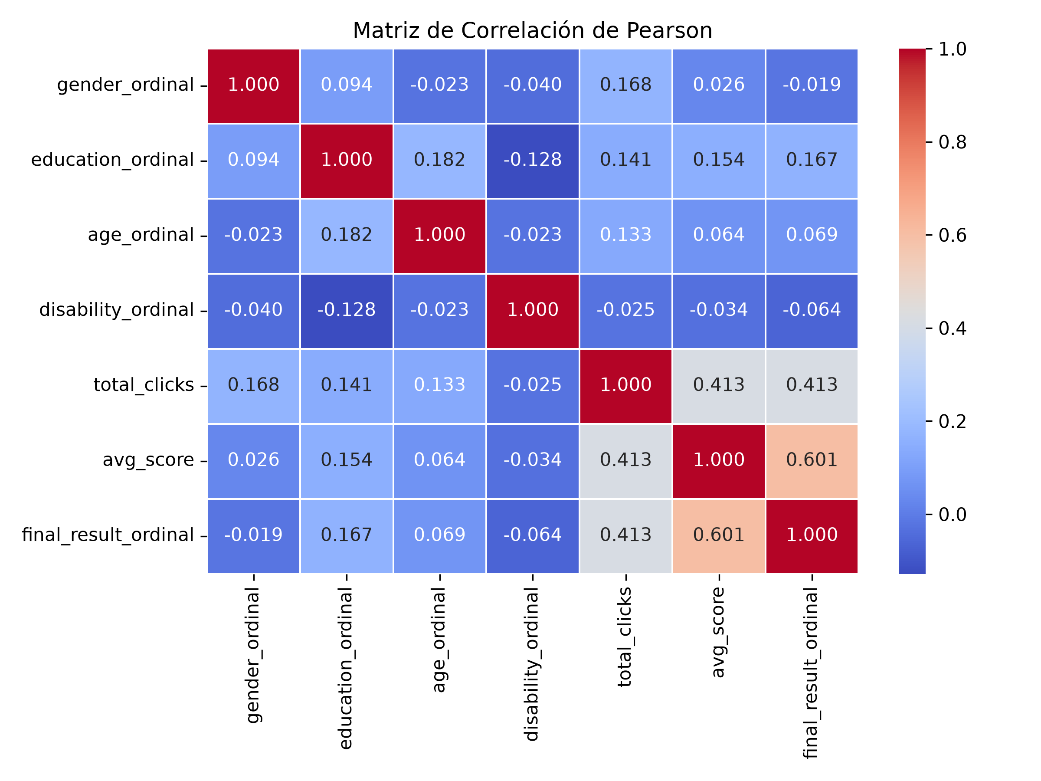 Matriz de Correlación de Pearson
gender_ordinal 1.000 0.094 -0.023 -0.040 0.168 0.026 -0.019
education_ordinal 0.094 1.000 0.182 -0.128 0.141 0.154 0.167
age_ordinal -0.023 0.182 1.000 -0.023 0.133 0.064 0.069
disability_ordinal -0.040 -0.128 -0.023 1.000 -0.025 -0.034 -0.064
total_clicks 0.168 0.141 0.133 -0.025 1.000 0.413 0.413
avg_score 0.026 0.154 0.064 -0.034 0.413 1.000 0.601
final_result_ordinal -0.019 0.167 0.069 -0.064 0.413 0.601 1.000
gender_ordinal
education_ordinal
age_ordinal
disability_ordinal
total_clicks
avg_score
final_result_ordinal
1.0
0.8
0.6
0.4
0.2
0.0